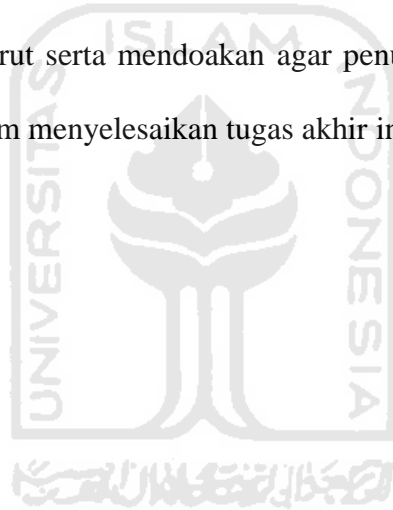 rut serta mendoakan agar penu
m menyelesaikan tugas akhir in
UNIVERSITAS
ISLAM
INDONESIA